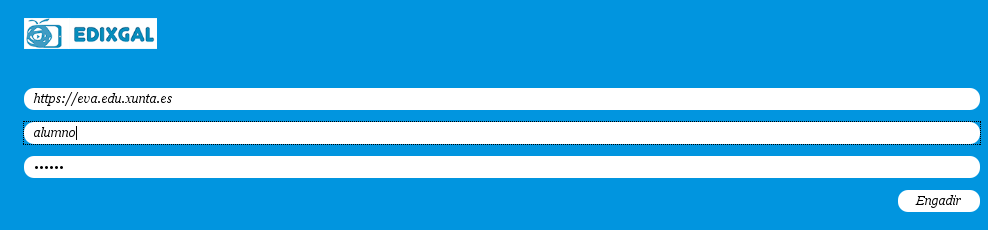 EDIXGAL
https://eva.edu.xunta.es
alumno
••••••
Engadir